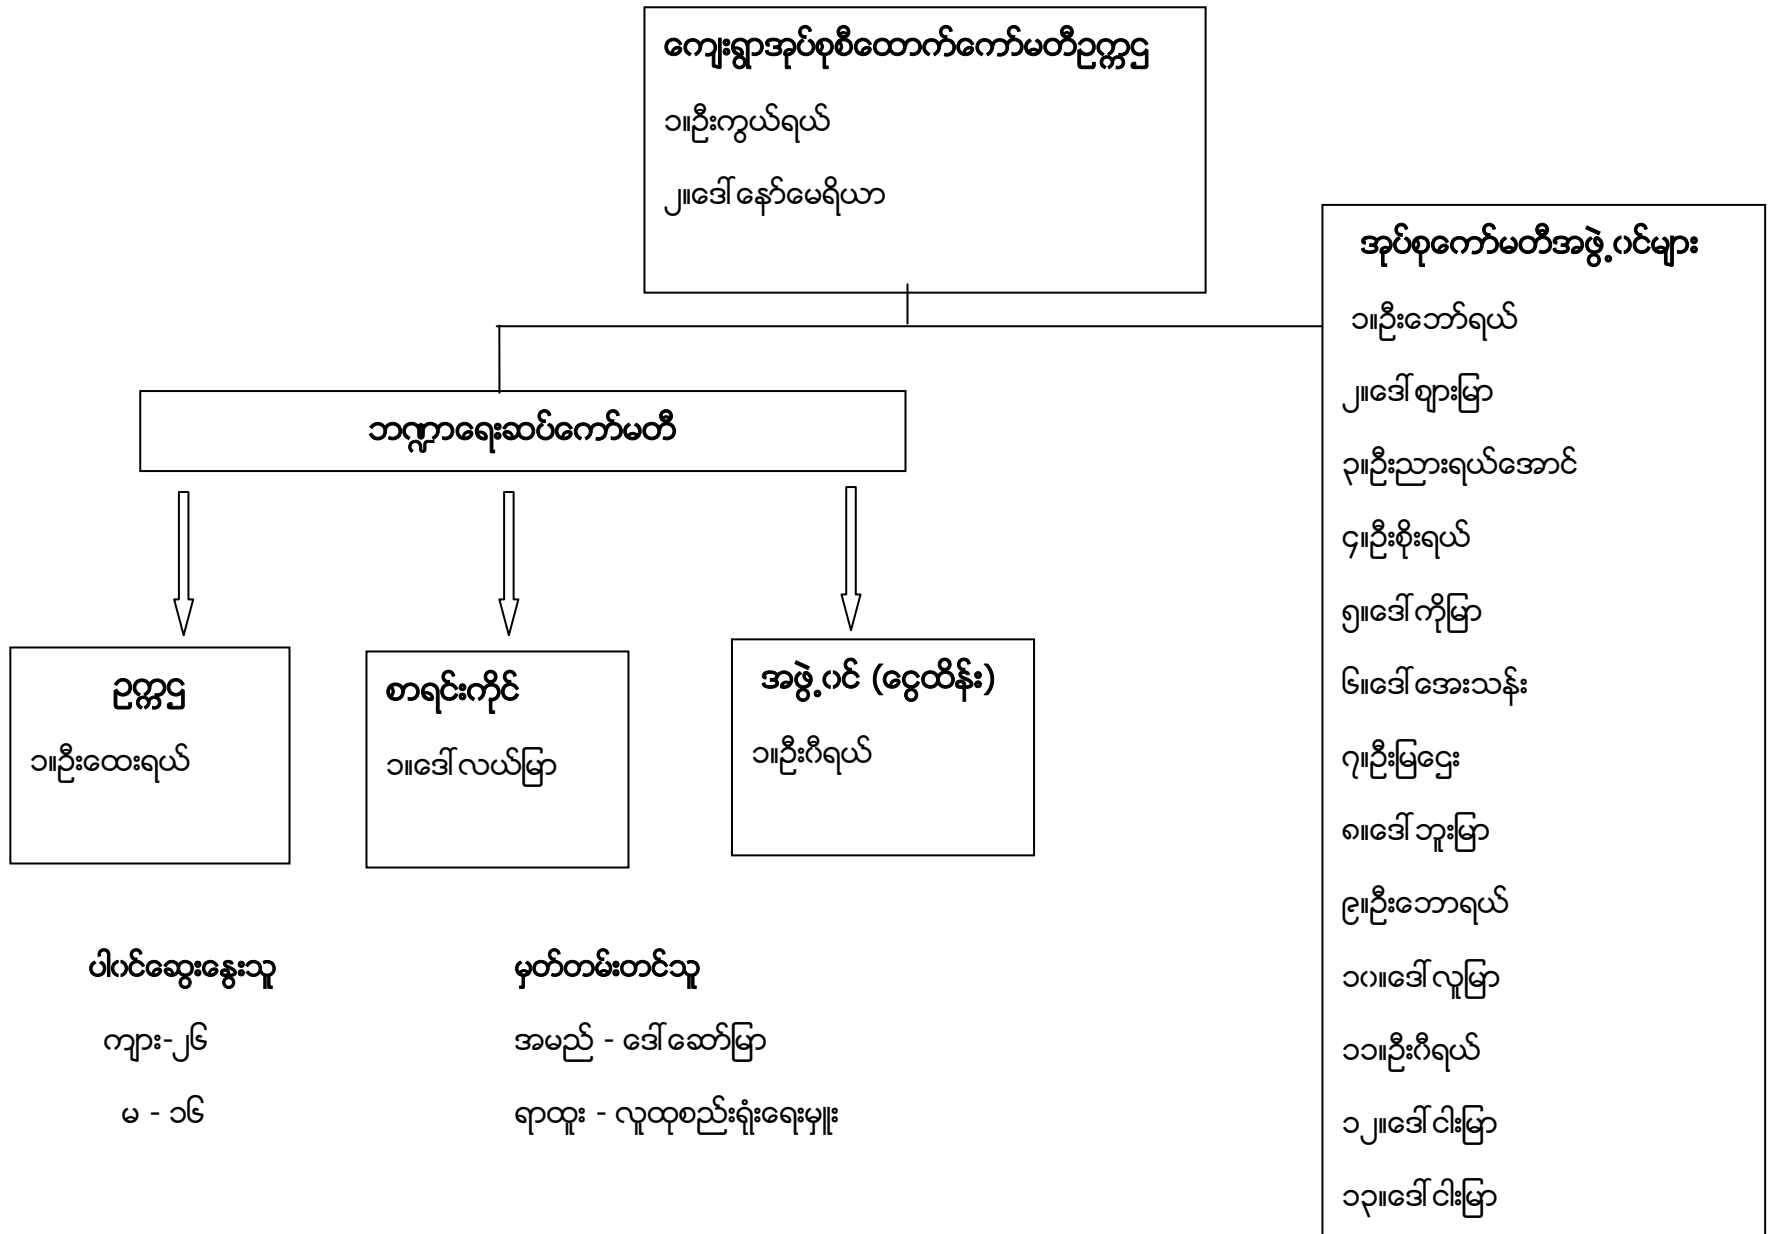 ကျေးရွာအုပ်စုစီထောက်ကော်မတီဥက္ကဌ
၁။ဦးကွယ်ရယ်
၂။ဒေါ်နော်မေရိယာ
အုပ်စုကော်မတီအဖွဲ့ဝင်များ
၁။ဦးဘော်ရယ်
၂။ဒေါ်ဈားမြာ
၃။ဦးညားရယ်အောင်
၄။ဦးစိုးရယ်
၅။ဒေါ်ကိုမြာ
၆။ဒေါ်အေးသန်း
၇။ဦးမြဌေး
၈။ဒေါ်ဘူးမြာ
၉။ဦးဘောရယ်
၁၀။ဒေါ်လူမြာ
၁၁။ဦးဂီရယ်
၁၂။ဒေါ်ငါးမြာ
၁၃။ဒေါ်ငါးမြာ
ဘဏ္ဍာရေးဆပ်ကော်မတီ
ဥက္ကဌ
၁။ဦးထေးရယ်
စာရင်းကိုင်
၁။ဒေါ်လယ်မြာ
အဖွဲ့ဝင် (ငွေထိန်း)
၁။ဦးဂီရယ်
ပါဝင်ဆွေးနွေးသူ
ကျား-၂၆
မ - ၁၆
မှတ်တမ်းတင်သူ
အမည် - ဒေါ်ဆော်မြာ
ရာထူး - လူထုစည်းရုံးရေးမှူး